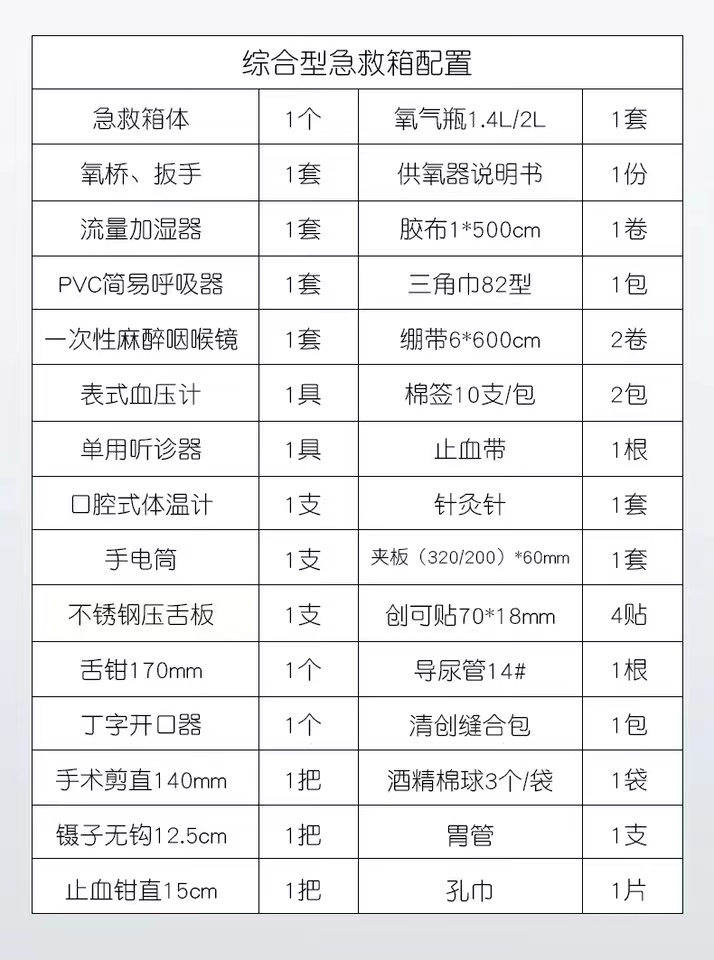 综合型急救箱配置
急救箱体 1个 氧气瓶1.4L/2L 1套
氧桥、扳手 1套 供氧器说明书 1份
流量加湿器 1套 胶布1*500cm 1卷
PVC简易呼吸器 1套 三角巾82型 1包
一次性麻醉咽喉镜 1套 绷带6*600cm 2卷
表式血压计 1具 棉签10支/包 2包
单用听诊器 1具 止血带 1根
口腔式体温计 1支 针灸针 1套
手电筒 1支 夹板（320/200）*60mm 1套
不锈钢压舌板 1支 创可贴70*18mm 4贴
舌钳170mm 1个 导尿管14# 1根
丁字开口器 1个 清创缝合包 1包
手术剪直140mm 1把 酒精棉球3个/袋 1袋
镊子无钩12.5cm 1把 胃管 1支
止血钳直15cm 1把 孔巾 1片